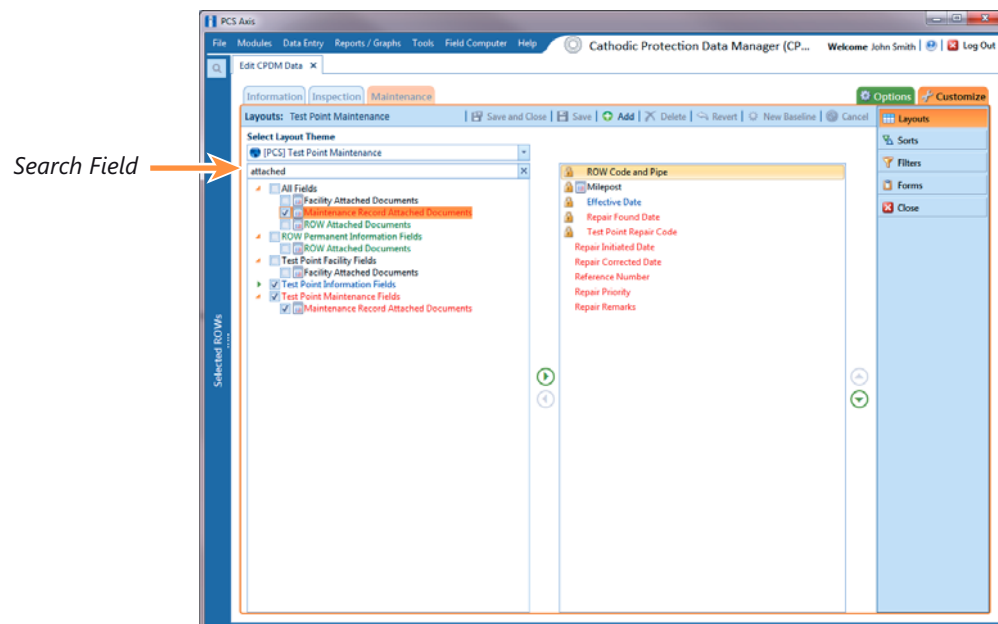 PCS Axis
File Modules Data Entry Reports / Graphs Tools Field Computer Help Cathodic Protection Data Manager (CP... Welcome John Smith Log Out
Edit CPDM Data
Information Inspection Maintenance Options Customize
Layouts: Test Point Maintenance Save and Close Save Add Delete Revert New Baseline Cancel
Select Layout Theme
[PCS] Test Point Maintenance
Search Field
attached
All Fields
Facility Attached Documents
Maintenance Record Attached Documents
ROW Attached Documents
ROW Permanent Information Fields
ROW Attached Documents
Test Point Facility Fields
Facility Attached Documents
Test Point Information Fields
Test Point Maintenance Fields
Maintenance Record Attached Documents
ROW Code and Pipe
Milepost
Effective Date
Repair Found Date
Test Point Repair Code
Repair Initiated Date
Repair Corrected Date
Reference Number
Repair Priority
Repair Remarks
Layouts
Sorts
Filters
Forms
Close
Selected ROWs